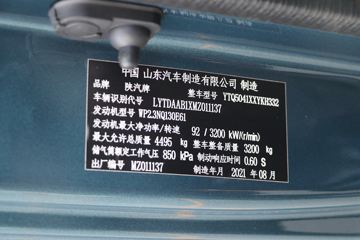 中国 山东汽车制造有限公司 制造
品牌 陕汽牌 整车型号 YTQ5041XXYKH332
车辆识别代号 LYTDAAB1XMZ011137
发动机型号 WP2.3NQ130E61
发动机最大净功率/转速 92 / 3200 kW/(r/min)
最大允许总质量 4495 kg 整车整备质量 3200 kg
储气筒额定工作气压 850 kPa 制动响应时间 0.60 S
出厂编号 MZ011137 制造年月 2021 年 08 月